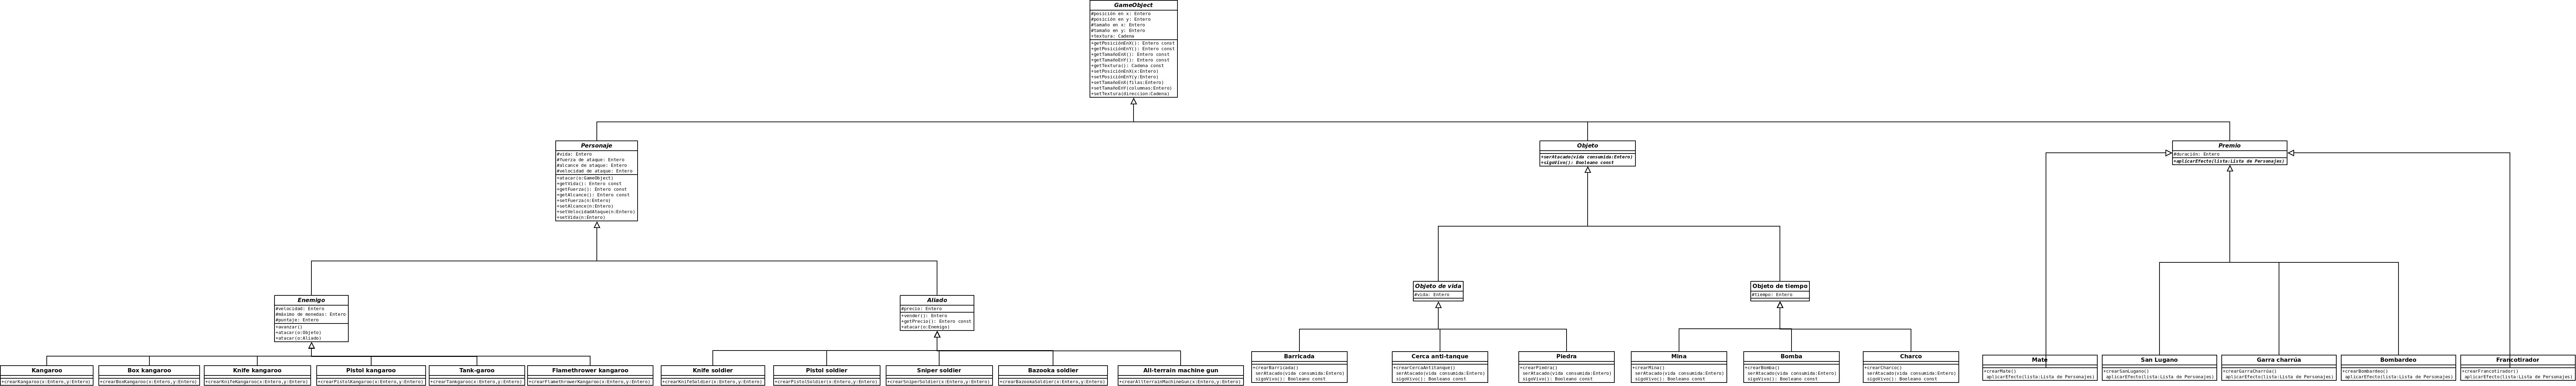 GameObject
#posición en x: Entero
#posición en y: Entero
#tamaño en x: Entero
#tamaño en y: Entero
+textura: Cadena
+getPosiciónEnX(): Entero const
+getPosiciónEnY(): Entero const
+getTamañoEnX(): Entero const
+getTamañoEnY(): Entero const
+getTextura(): Cadena const
+setPosiciónEnX(x:Entero)
+setPosiciónEnY(y:Entero)
+setTamañoEnX(filas:Entero)
+setTamañoEnY(columnas:Entero)
+setTextura(direccion:Cadena)
Personaje
#vida: Entero
#fuerza de ataque: Entero
#alcance de ataque: Entero
#velocidad de ataque: Entero
+atacar(o:GameObject)
+getVida(): Entero const
+getFuerza(): Entero const
+getAlcance(): Entero const
+setFuerza(n:Entero)
+setAlcance(n:Entero)
+setVelocidadAtaque(n:Entero)
+setVida(n:Entero)
Objeto
+serAtacado(vida consumida:Entero)
+sigoVivo(): Booleano const
Premio
#duración: Entero
+aplicarEfecto(lista:Lista de Personajes)
Enemigo
#velocidad: Entero
#máximo de monedas: Entero
#puntaje: Entero
+avanzar()
+atacar(o:Objeto)
+atacar(o:Aliado)
Aliado
#precio: Entero
+vender(): Entero
+getPrecio(): Entero const
+atacar(o:Enemigo)
Objeto de vida
#vida: Entero
Objeto de tiempo
#tiempo: Entero
Kangaroo
+crearKangaroo(x:Entero,y:Entero)
Box kangaroo
+crearBoxKangaroo(x:Entero,y:Entero)
Knife kangaroo
+crearKnifeKangaroo(x:Entero,y:Entero)
Pistol kangaroo
+crearPistolKangaroo(x:Entero,y:Entero)
Tank-garoo
+crearTankgaroo(x:Entero,y:Entero)
Flamethrower kangaroo
+crearFlamethrowerKangaroo(x:Entero,y:Entero)
Knife soldier
+crearKnifeSoldier(x:Entero,y:Entero)
Pistol soldier
+crearPistolSoldier(x:Entero,y:Entero)
Sniper soldier
+crearSniperSoldier(x:Entero,y:Entero)
Bazooka soldier
+crearBazookaSoldier(x:Entero,y:Entero)
All-terrain machine gun
+crearAllterrainMachineGun(x:Entero,y:Entero)
Barricada
+crearBarricada()
serAtacado(vida consumida:Entero)
sigoVivo(): Booleano const
Cerca anti-tanque
+crearCercaAntitanque()
serAtacado(vida consumida:Entero)
sigoVivo(): Booleano const
Piedra
+crearPiedra()
serAtacado(vida consumida:Entero)
sigoVivo(): Booleano const
Mina
+crearMina()
serAtacado(vida consumida:Entero)
sigoVivo(): Booleano const
Bomba
+crearBomba()
serAtacado(vida consumida:Entero)
sigoVivo(): Booleano const
Charco
+crearCharco()
serAtacado(vida consumida:Entero)
sigoVivo(): Booleano const
Mate
+crearMate()
aplicarEfecto(lista:Lista de Personajes)
San Lugano
+crearSanLugano()
aplicarEfecto(lista:Lista de Personajes)
Garra charrúa
+crearGarraCharrúa()
aplicarEfecto(lista:Lista de Personajes)
Bombardeo
+crearBombardeo()
aplicarEfecto(lista:Lista de Personajes)
Francotirador
+crearFrancotirador()
aplicarEfecto(lista:Lista de Personajes)